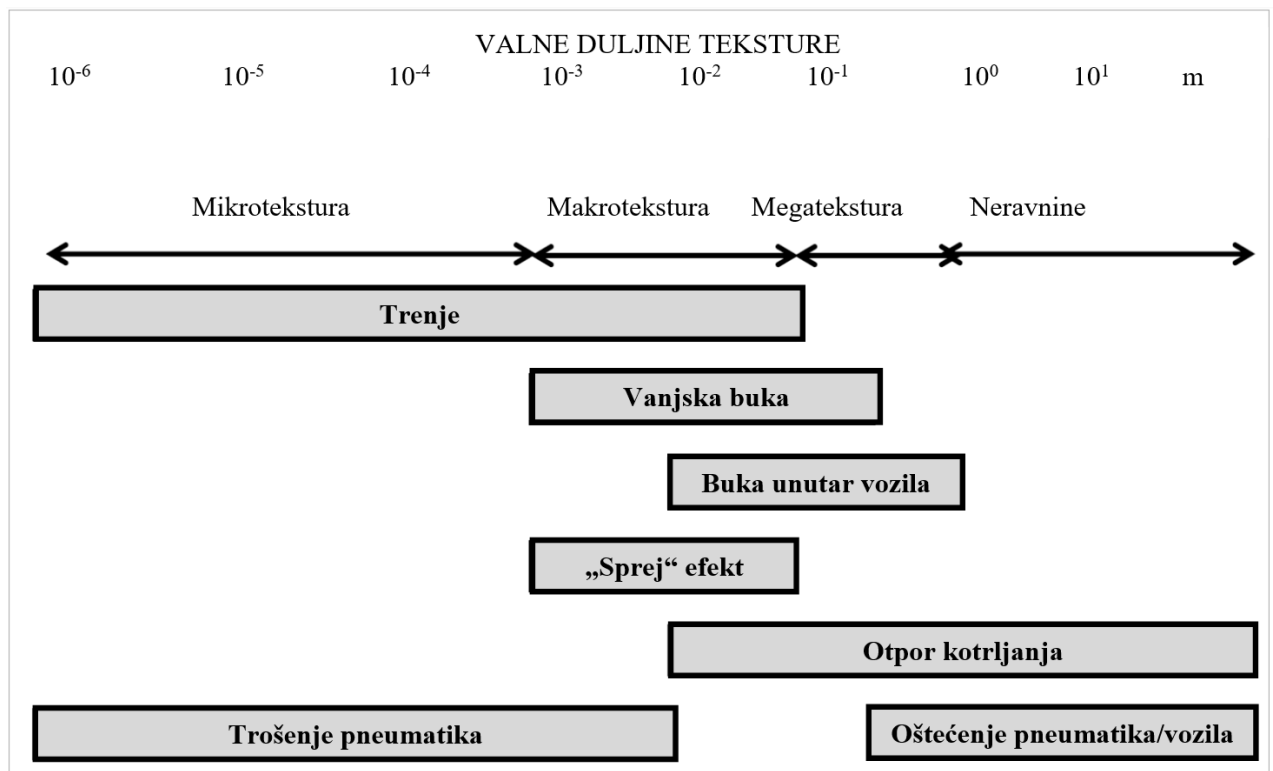 VALNE DULJINE TEKSTURE
10⁻⁶ 10⁻⁵ 10⁻⁴ 10⁻³ 10⁻² 10⁻¹ 10⁰ 10¹ m
Mikrotekstura Makrotekstura Megatekstura Neravnine
Trenje
Vanjska buka
Buka unutar vozila
„Sprej“ efekt
Otpor kotrljanja
Trošenje pneumatika Oštećenje pneumatika/vozila